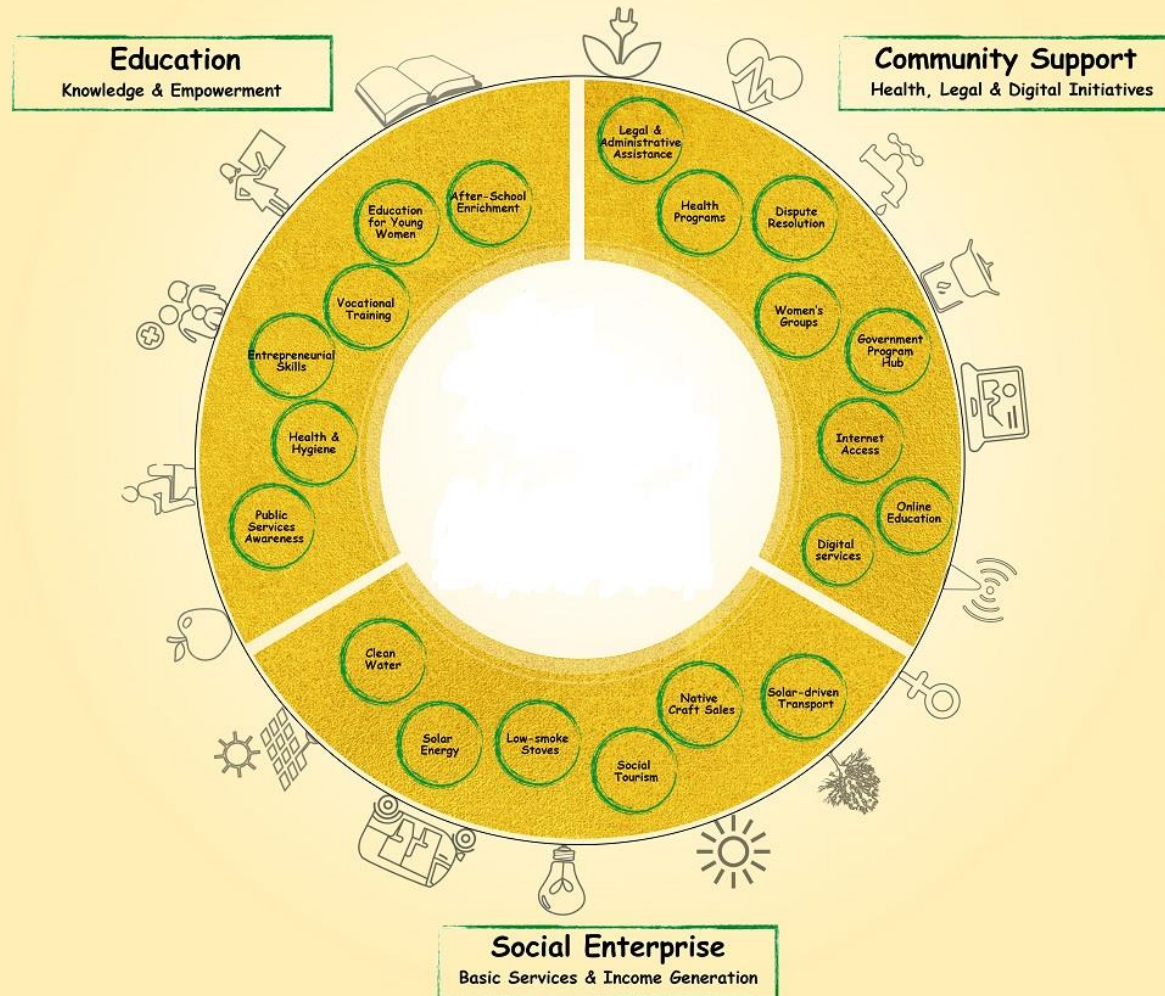 Education
Knowledge & Empowerment
Community Support
Health, Legal & Digital Initiatives
After-School
Enrichment
Education
for Young
Women
Vocational
Training
Entrepreneurial
Skills
Health &
Hygiene
Public
Services
Awareness
Legal &
Administrative
Assistance
Health
Programs
Dispute
Resolution
Women's
Groups
Government
Program
Hub
Internet
Access
Online
Education
Digital
services
Clean
Water
Solar
Energy
Low-smoke
Stoves
Social
Tourism
Native
Craft Sales
Solar-driven
Transport
Social Enterprise
Basic Services & Income Generation